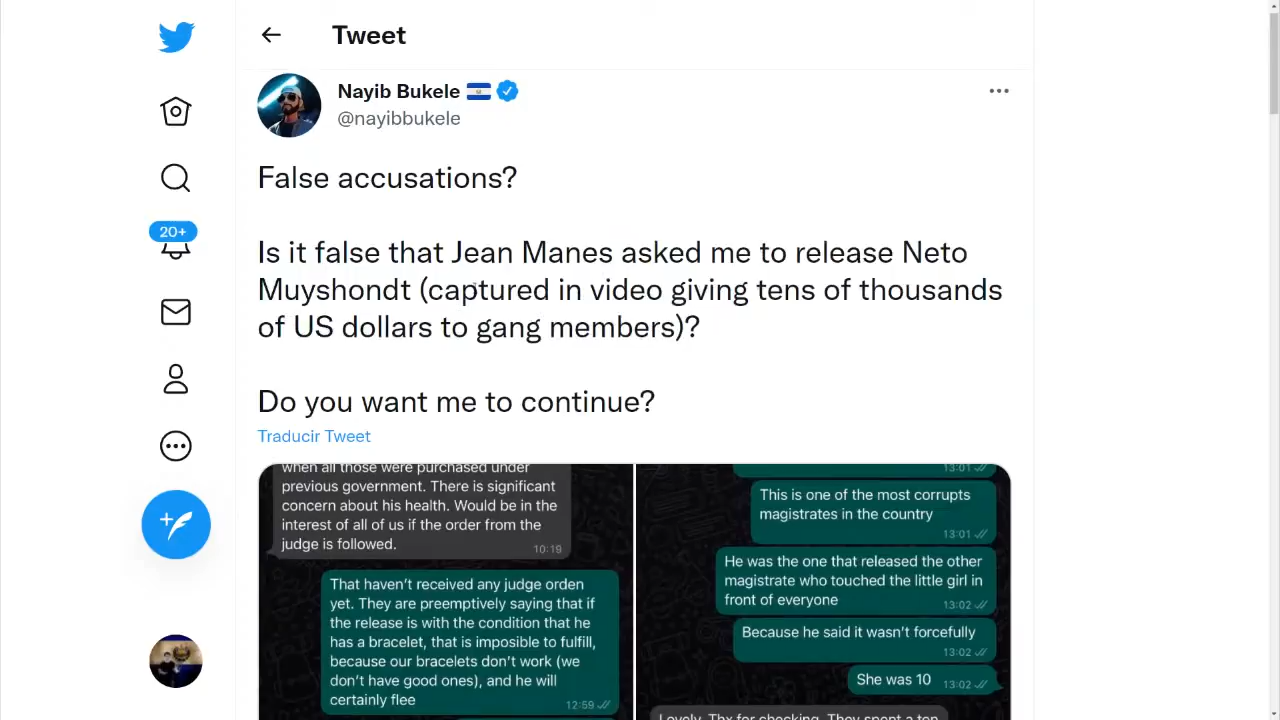 Tweet
Nayib Bukele
@nayibbukele
False accusations?
Is it false that Jean Manes asked me to release Neto
Muyshondt (captured in video giving tens of thousands
of US dollars to gang members)?
Do you want me to continue?
Traducir Tweet
20+
when all those were purchased under
previous government. There is significant
concern about his health. Would be in the
interest of all of us if the order from the
judge is followed.
10:19
That haven't received any judge orden
yet. They are preemptively saying that if
the release is with the condition that he
has a bracelet, that is imposible to fulfill,
because our bracelets don't work (we
don't have good ones), and he will
certainly flee
12:59
13:01
This is one of the most corrupts
magistrates in the country
13:01
He was the one that released the other
magistrate who touched the little girl in
front of everyone
13:02
Because he said it wasn't forcefully
13:02
She was 10
13:02
Lovely. Thx for checking. They spent a ton